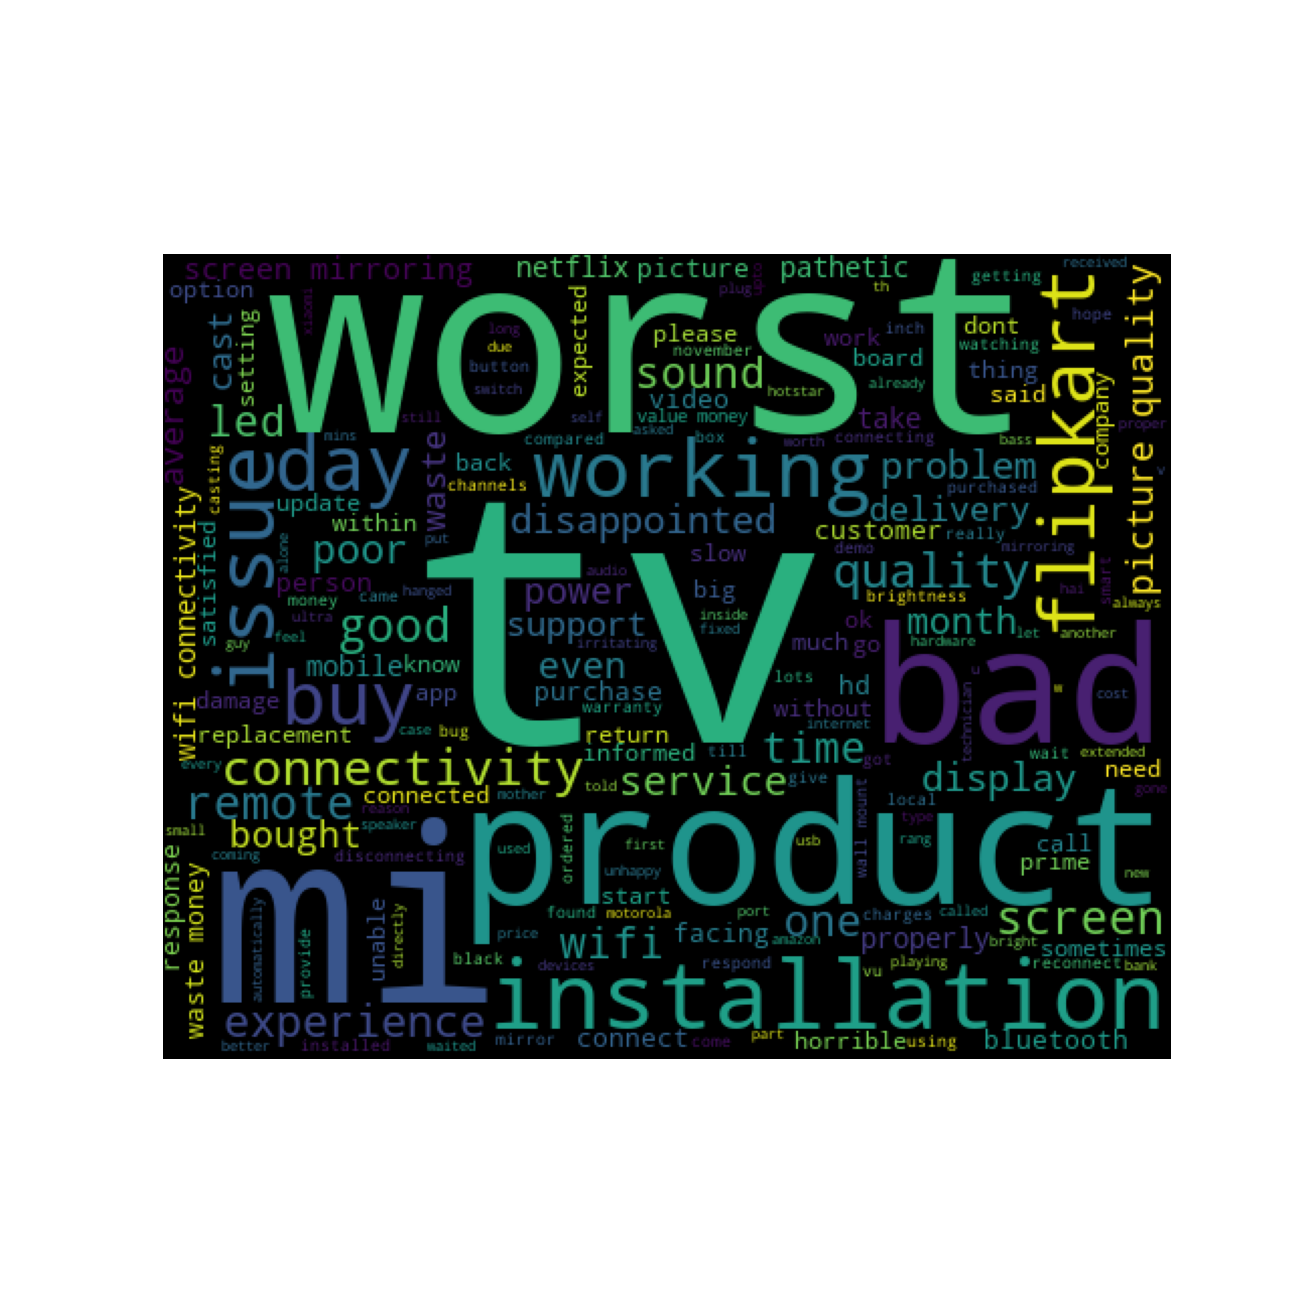 screen mirroring
netflix
picture
pathetic
getting
received
option
plug
upto
th
xiaomi
worst
tv
product
mi
bad
installation
flipkart
picture quality
company
hope
expected
long
due
button
switch
please
november
sound
hotstar
video
value money
asked
work
inch
board
already
take
dont
watching
thing
said
proper
average
cast
setting
led
still
self
mins
compared
box
worth
connecting
bass
issue
day
casting
waste
back
channels
working
problem
purchased
update
within
put
disappointed
delivery
customer
really
wifi connectivity
satisfied
alone
poor
slow
demo
mirroring
person
hanged
audio
power
big
quality
brightness
hai
smart
always
money
came
ultra
good
inside
fixed
support
irritating
ok
month
let
another
hardware
guy
feel
much
go
mobile
know
even
lots
hd
c
w
cost
damage
buy
app
purchase
warranty
without
internet
technician
replacement
case
bug
return
informed
till
time
got
wait
extended
every
connectivity
told
service
give
display
need
gone
remote
connected
mother
local
reason
type
wall mount
small
bought
speaker
ordered
first
usb
rang
call
prime
coming
disconnecting
used
unhappy
new
response
waste money
start
found
motorola
port
one
charges
called
screen
automatically
provide
unable
directly
price
wifi
facing
amazon
properly
bright
sometimes
black
devices
respond
vu
playing
reconnect
bank
experience
better
installed
waited
mirror
connect
come
part
horrible
using
bluetooth